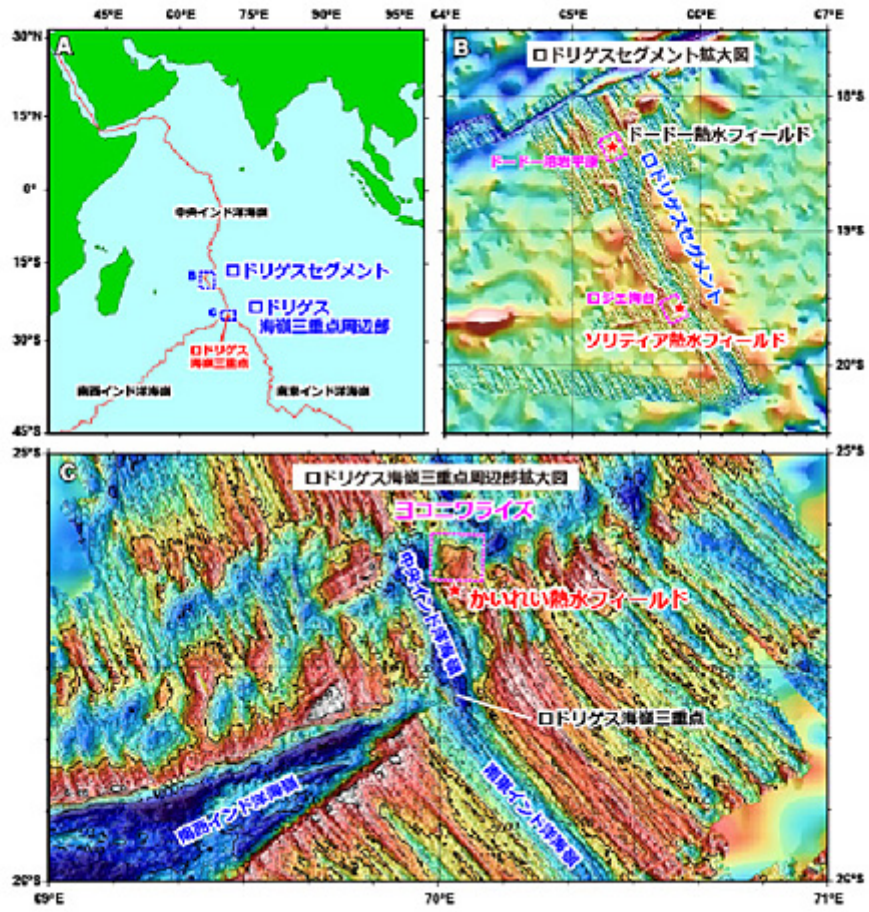 45°E 60°E 75°E 90°E 105°E
30°N
15°N
0°
15°S
30°S
45°S
A
中央インド洋海嶺
B
ロドリゲスセグメント
C
ロドリゲス
海嶺三重点周辺部
ロドリゲス
海嶺三重点
南西インド洋海嶺
南東インド洋海嶺
64°E 65°E 66°E 67°E
18°S
19°S
20°S
B
ロドリゲスセグメント拡大図
ドードー熱水フィールド
ドードー溶岩平原
ロドリゲスセグメント
ロジェ海台
ソリティア熱水フィールド
25°S
25°S
C
ロドリゲス海嶺三重点周辺部拡大図
ヨコニワライズ
中央インド洋海嶺
かいれい熱水フィールド
ロドリゲス海嶺三重点
南西インド洋海嶺
南東インド洋海嶺
26°S
26°S
69°E 70°E 71°E